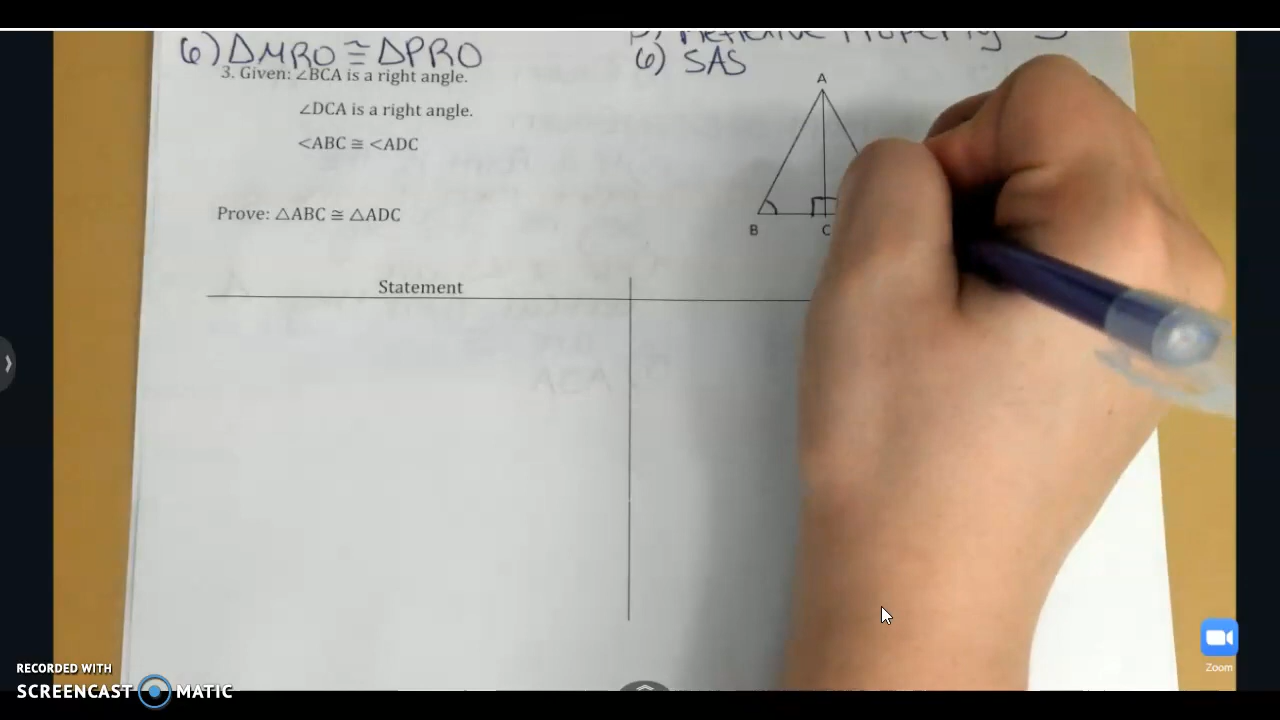 6) △MRO ≅ △PRO
6) SAS
3. Given: ∠BCA is a right angle.
∠DCA is a right angle.
<ABC ≅ <ADC
Prove: △ABC ≅ △ADC
A
B
C
Statement
RECORDED WITH
SCREENCAST MATIC
Zoom